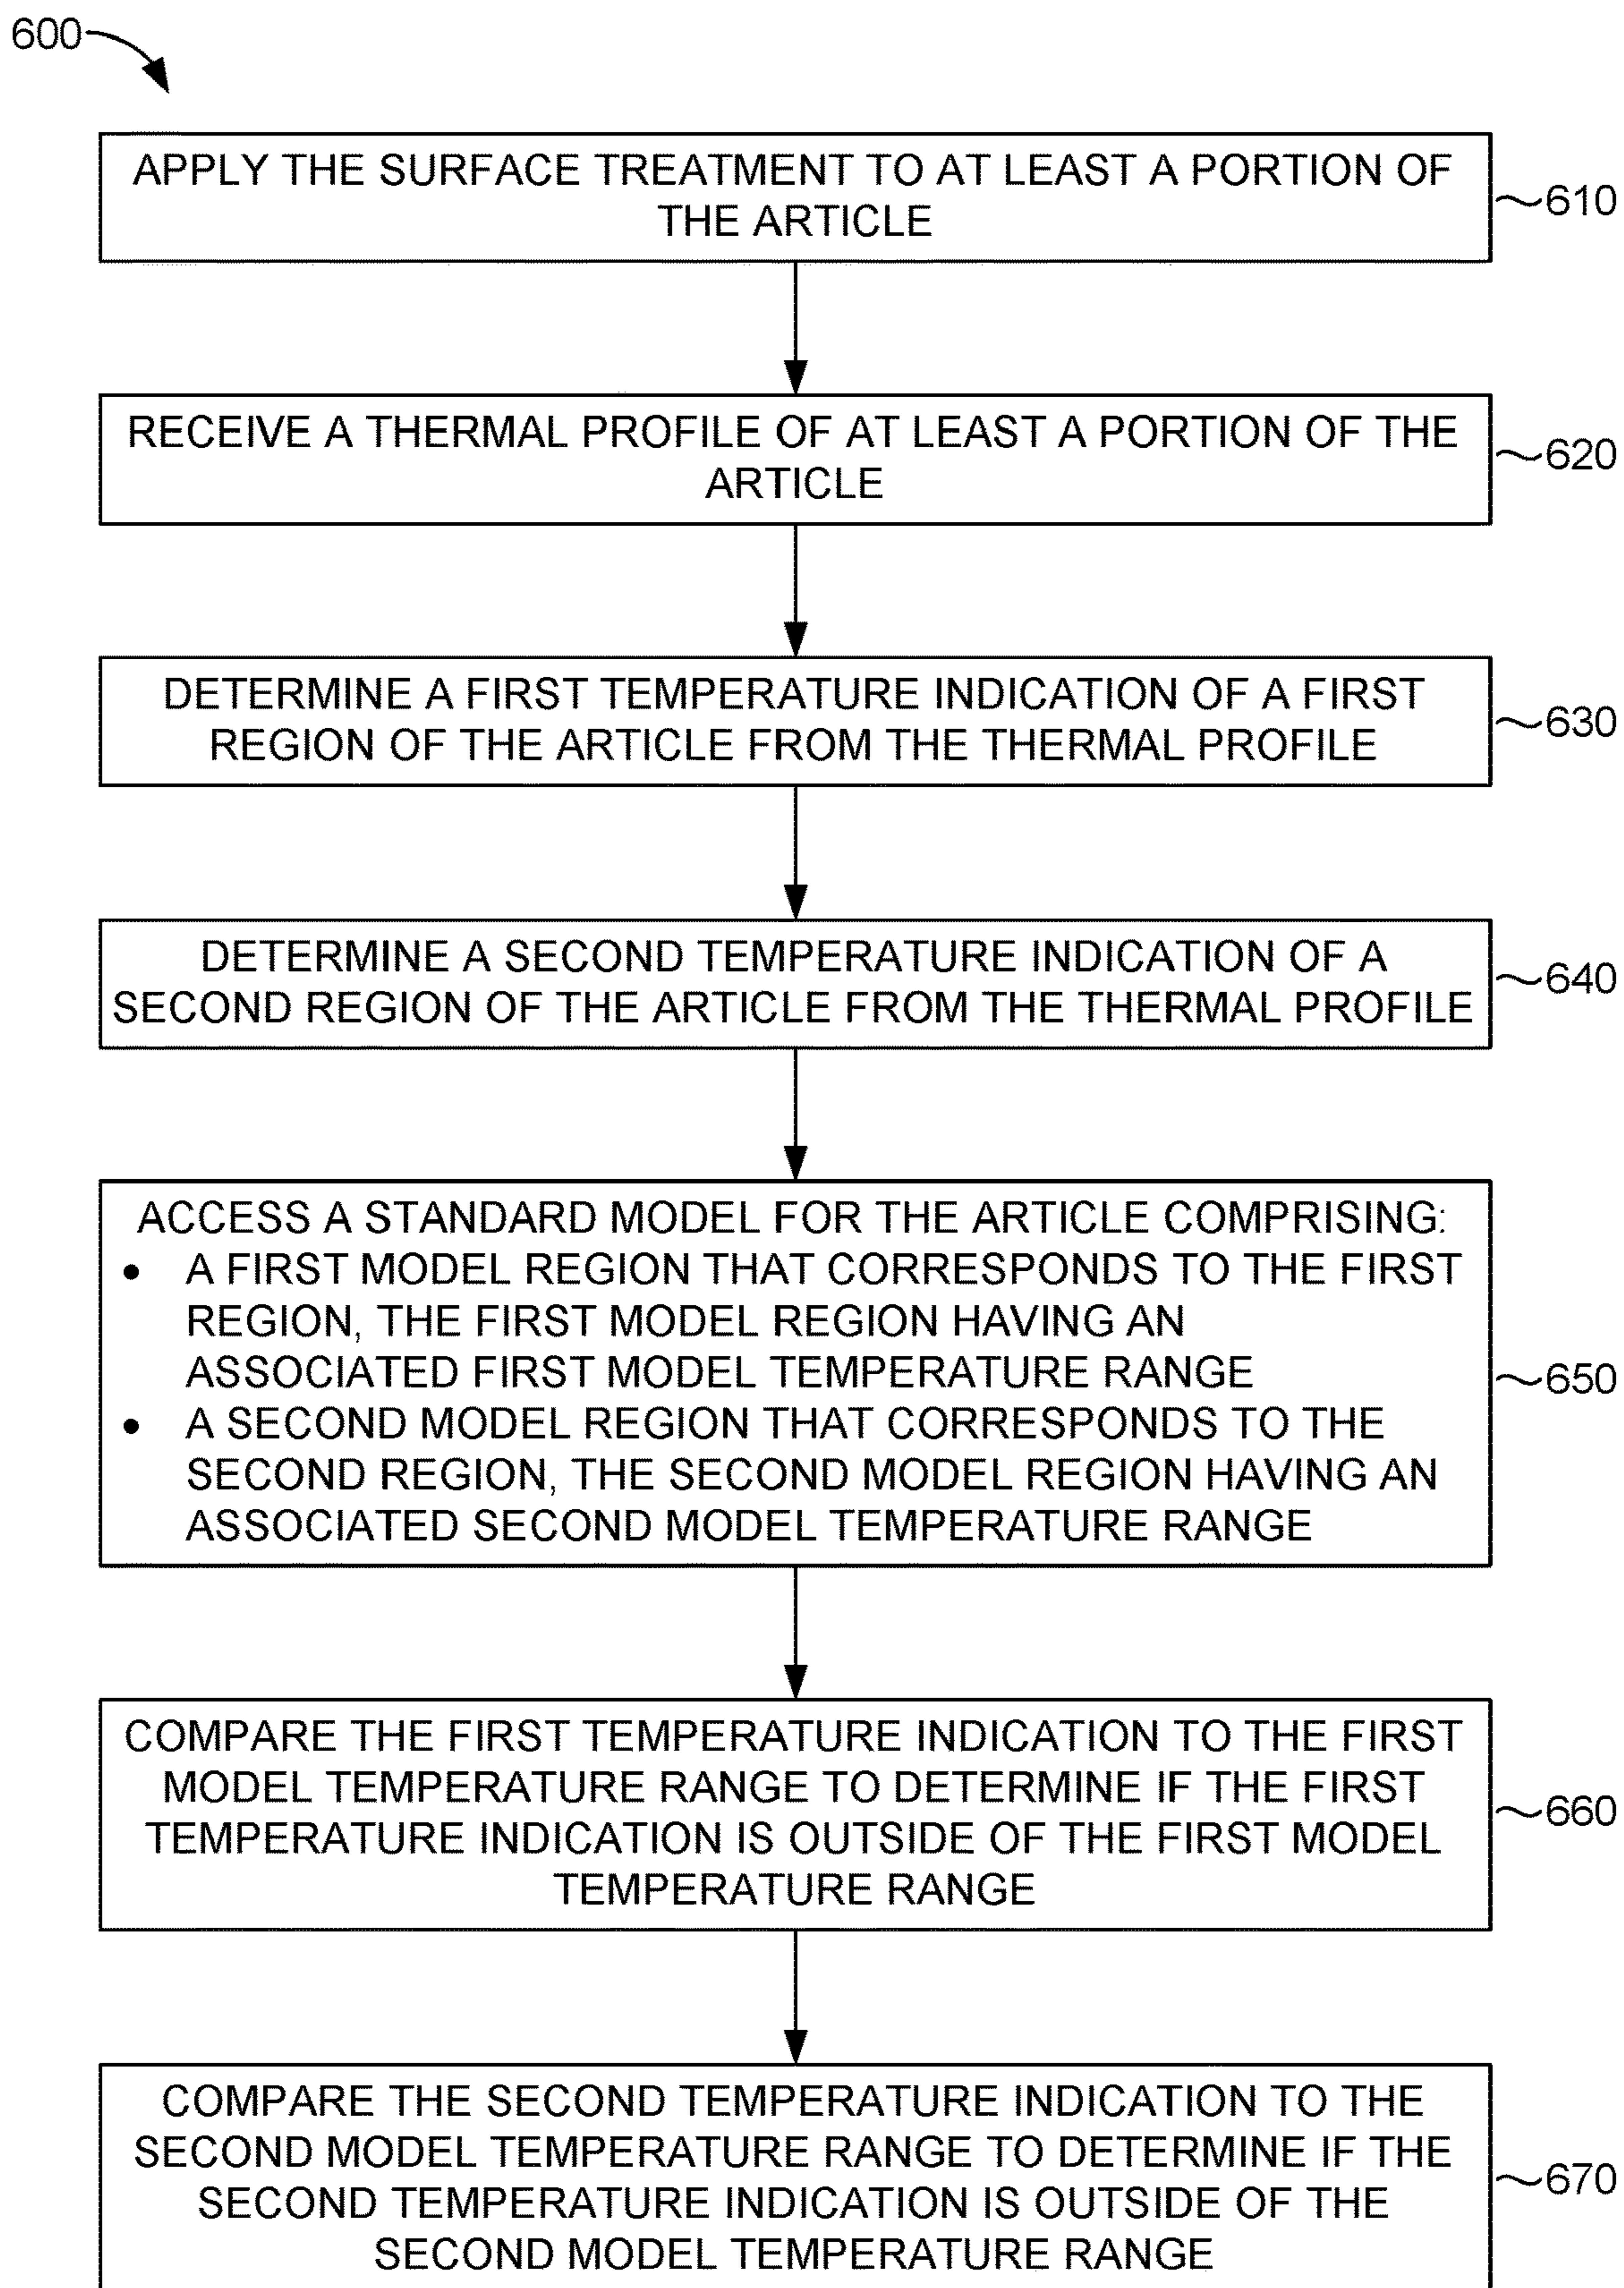 600
APPLY THE SURFACE TREATMENT TO AT LEAST A PORTION OF
THE ARTICLE
610
RECEIVE A THERMAL PROFILE OF AT LEAST A PORTION OF THE
ARTICLE
620
DETERMINE A FIRST TEMPERATURE INDICATION OF A FIRST
REGION OF THE ARTICLE FROM THE THERMAL PROFILE
630
DETERMINE A SECOND TEMPERATURE INDICATION OF A
SECOND REGION OF THE ARTICLE FROM THE THERMAL PROFILE
640
ACCESS A STANDARD MODEL FOR THE ARTICLE COMPRISING:
• A FIRST MODEL REGION THAT CORRESPONDS TO THE FIRST
REGION, THE FIRST MODEL REGION HAVING AN
ASSOCIATED FIRST MODEL TEMPERATURE RANGE
• A SECOND MODEL REGION THAT CORRESPONDS TO THE
SECOND REGION, THE SECOND MODEL REGION HAVING AN
ASSOCIATED SECOND MODEL TEMPERATURE RANGE
650
COMPARE THE FIRST TEMPERATURE INDICATION TO THE FIRST
MODEL TEMPERATURE RANGE TO DETERMINE IF THE FIRST
TEMPERATURE INDICATION IS OUTSIDE OF THE FIRST MODEL
TEMPERATURE RANGE
660
COMPARE THE SECOND TEMPERATURE INDICATION TO THE
SECOND MODEL TEMPERATURE RANGE TO DETERMINE IF THE
SECOND TEMPERATURE INDICATION IS OUTSIDE OF THE
SECOND MODEL TEMPERATURE RANGE
670